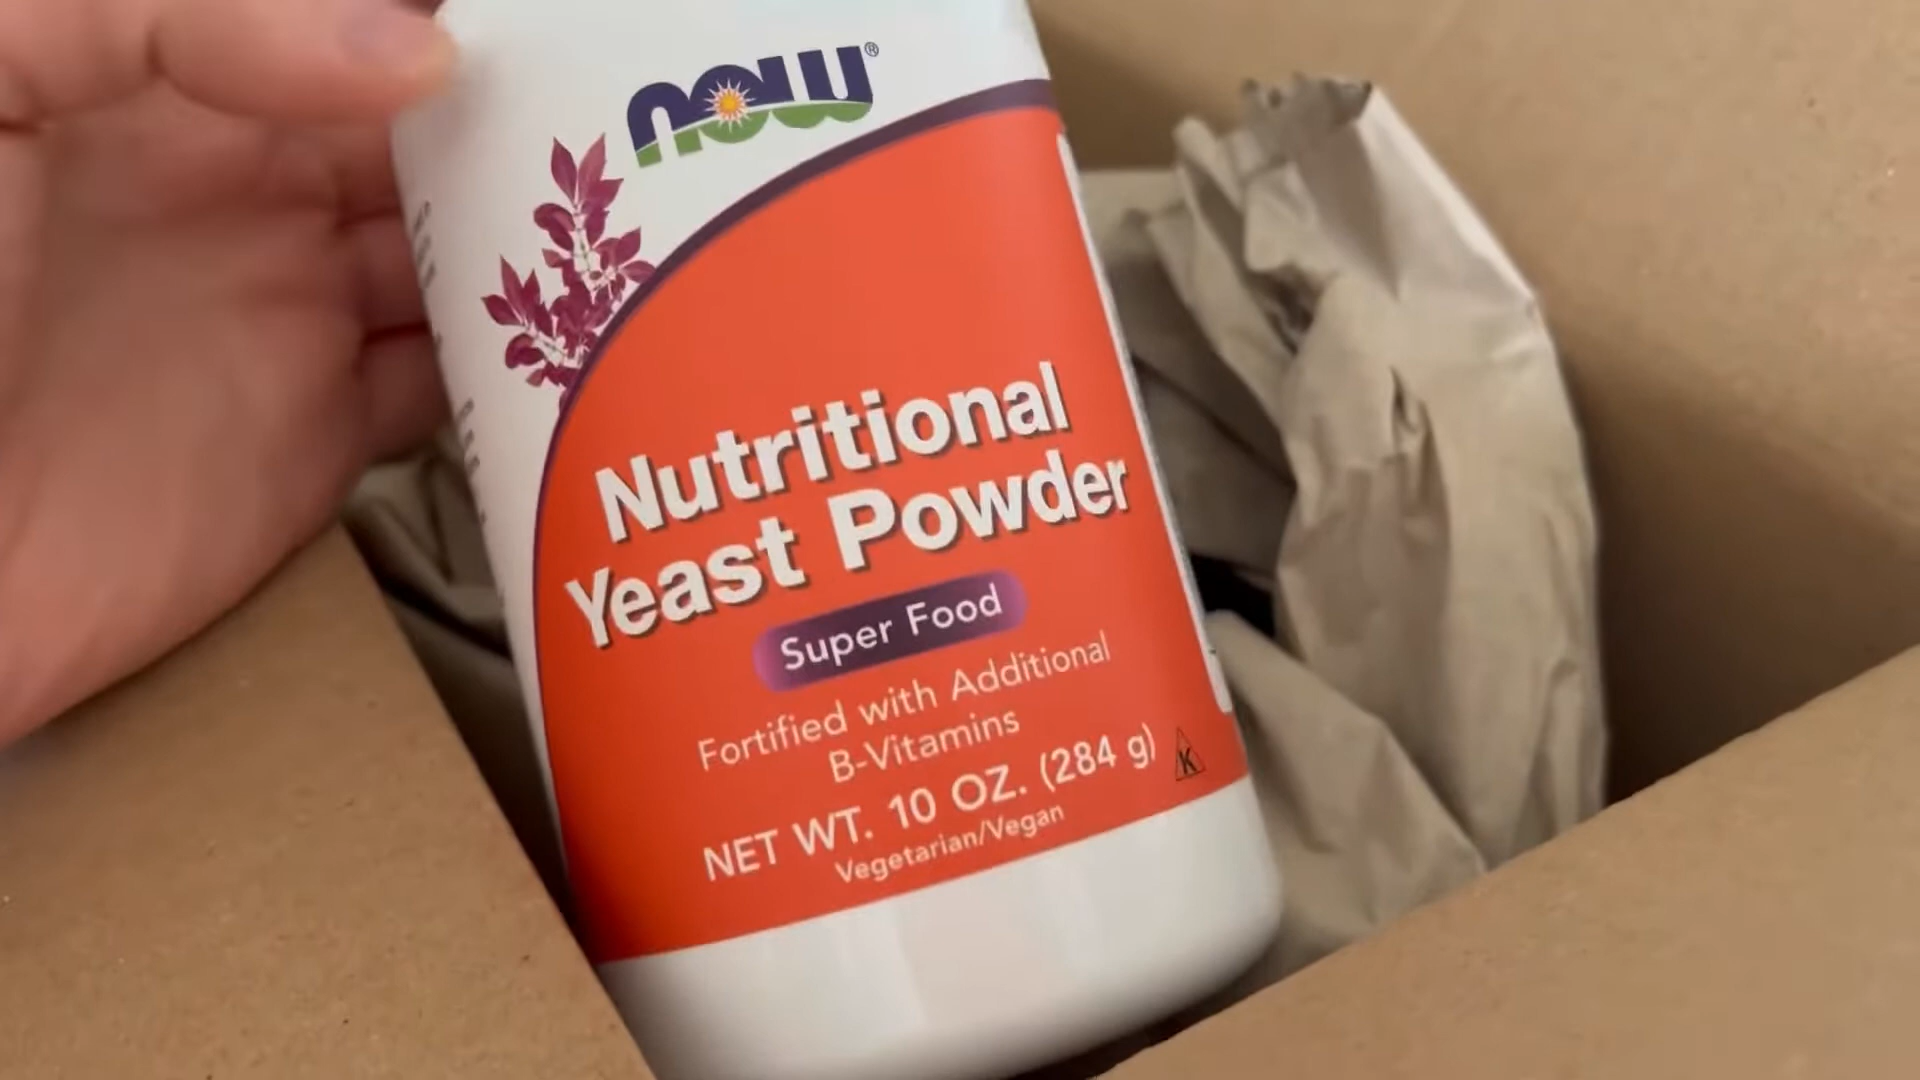 now®
Nutritional
Yeast Powder
Super Food
Fortified with Additional
B-Vitamins
NET WT. 10 OZ. (284 g)
K
Vegetarian/Vegan